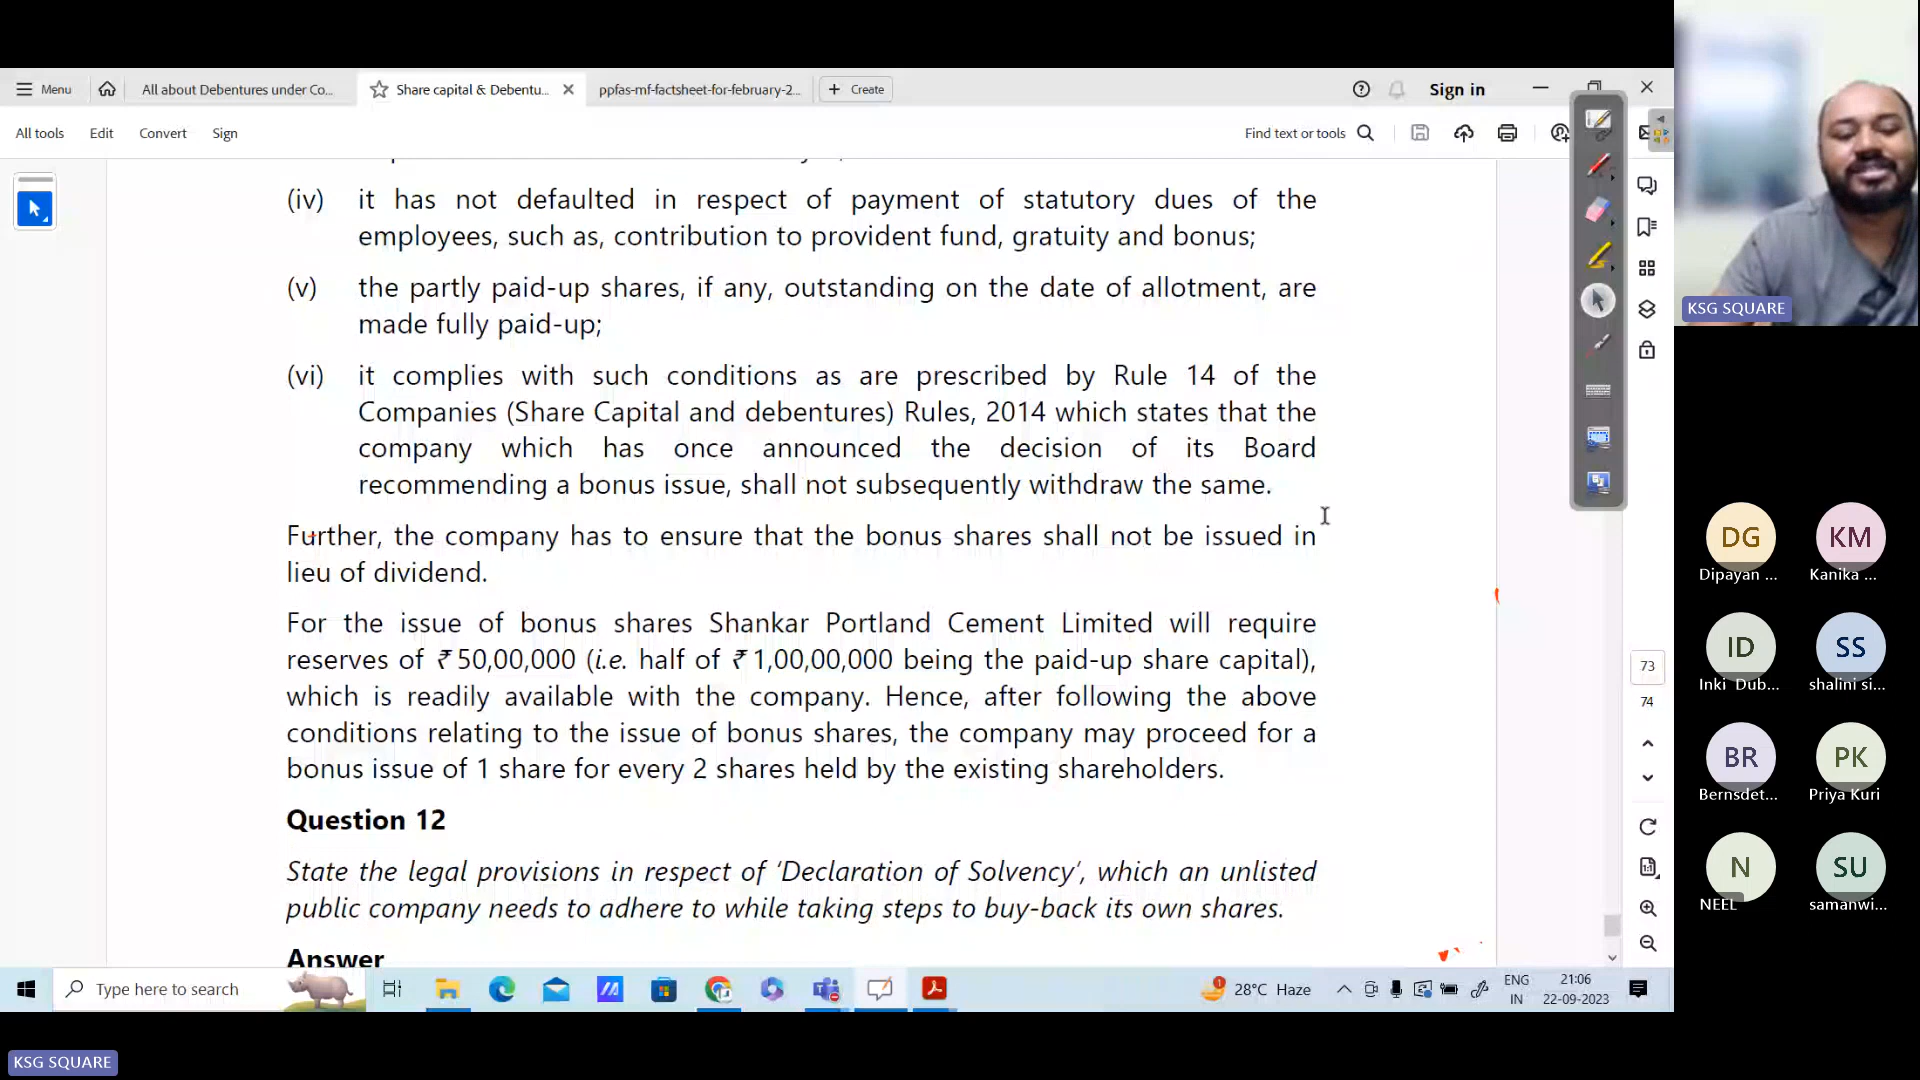 Menu
All about Debentures under Co...
Share capital & Debentu...
ppfas-mf-factsheet-for-february-2...
+ Create
Sign in
All tools
Edit
Convert
Sign
Find text or tools
(iv) it has not defaulted in respect of payment of statutory dues of the
employees, such as, contribution to provident fund, gratuity and bonus;
(v) the partly paid-up shares, if any, outstanding on the date of allotment, are
made fully paid-up;
(vi) it complies with such conditions as are prescribed by Rule 14 of the
Companies (Share Capital and debentures) Rules, 2014 which states that the
company which has once announced the decision of its Board
recommending a bonus issue, shall not subsequently withdraw the same.
Further, the company has to ensure that the bonus shares shall not be issued in
lieu of dividend.
For the issue of bonus shares Shankar Portland Cement Limited will require
reserves of ₹ 50,00,000 (i.e. half of ₹ 1,00,00,000 being the paid-up share capital),
which is readily available with the company. Hence, after following the above
conditions relating to the issue of bonus shares, the company may proceed for a
bonus issue of 1 share for every 2 shares held by the existing shareholders.
Question 12
State the legal provisions in respect of ‘Declaration of Solvency’, which an unlisted
public company needs to adhere to while taking steps to buy-back its own shares.
Answer
73
74
Type here to search
1
28°C Haze
ENG
IN
21:06
22-09-2023
KSG SQUARE
DG
Dipayan ...
KM
Kanika ...
ID
Inki Dub...
SS
shalini si...
BR
Bernsdet...
PK
Priya Kuri
N
NEEL
SU
samanwi...
KSG SQUARE